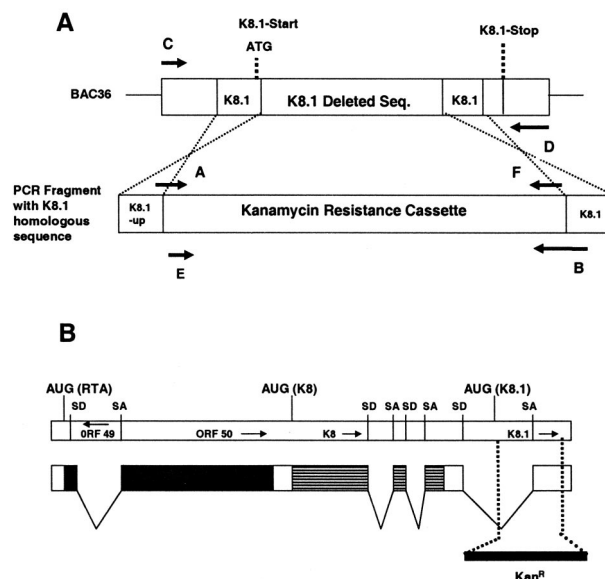 A
K8.1-Start
K8.1-Stop
C
ATG
BAC36
K8.1
K8.1 Deleted Seq.
K8.1
D
A
F
PCR Fragment
with K8.1
homologous
sequence
K8.1
-up
Kanamycin Resistance Cassette
K8.1
E
B
B
AUG (RTA)
AUG (K8)
AUG (K8.1)
SD
SA
SD
SA
SD
SA
SD
SA
ORF 49
ORF 50
K8
K8.1
Kan^R